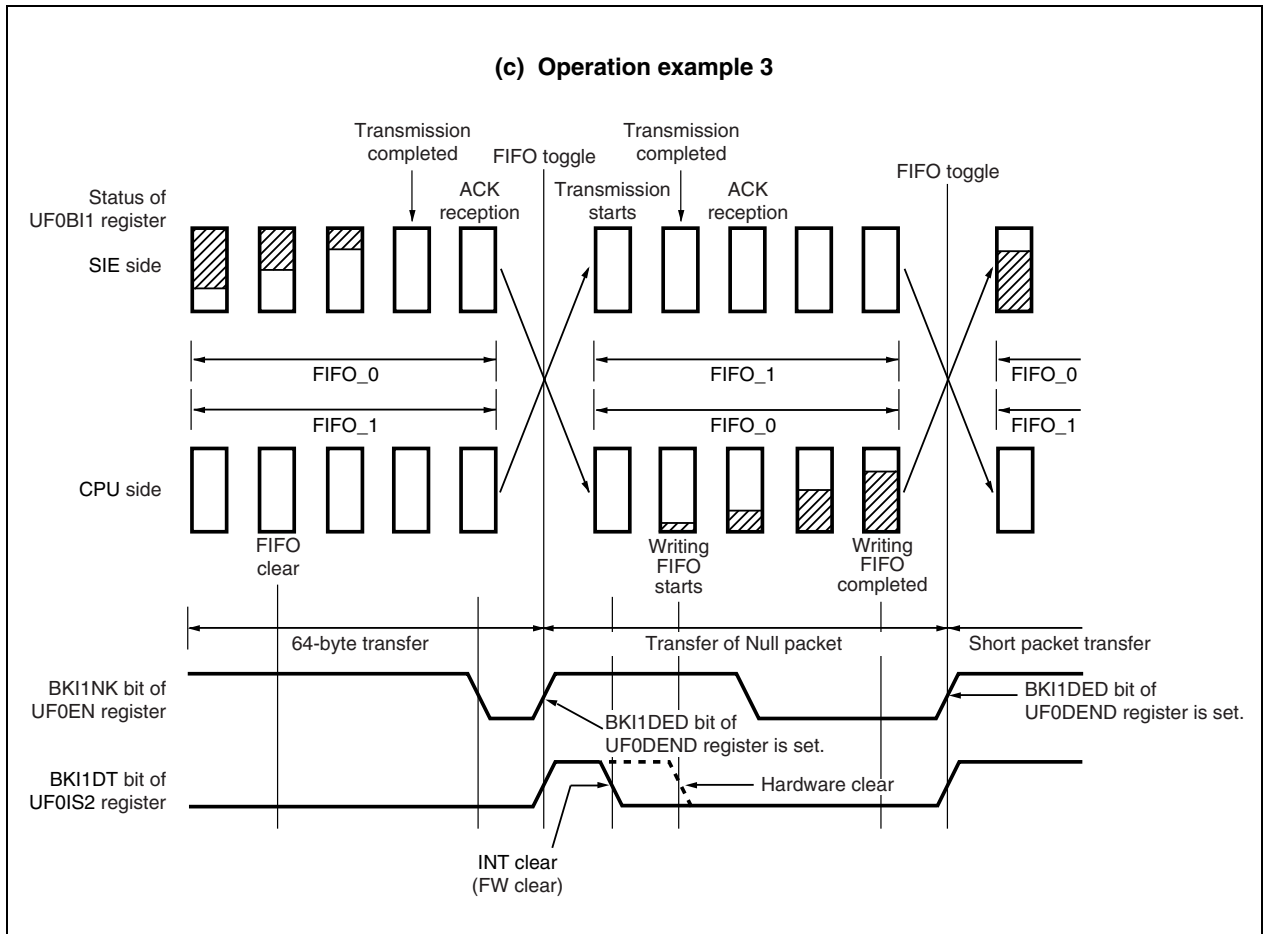 (c) Operation example 3
Transmission
completed
FIFO toggle
Transmission
completed
FIFO toggle
Status of
UF0BI1 register
ACK
reception
Transmission
starts
ACK
reception
SIE side
FIFO_0
FIFO_1
FIFO_0
FIFO_1
FIFO_0
FIFO_1
CPU side
FIFO
clear
Writing
FIFO
starts
Writing
FIFO
completed
64-byte transfer
Transfer of Null packet
Short packet transfer
BKI1NK bit of
UF0EN register
BKI1DED bit of
UF0DEND register is set.
BKI1DED bit of
UF0DEND register is set.
BKI1DT bit of
UF0IS2 register
Hardware clear
INT clear
(FW clear)